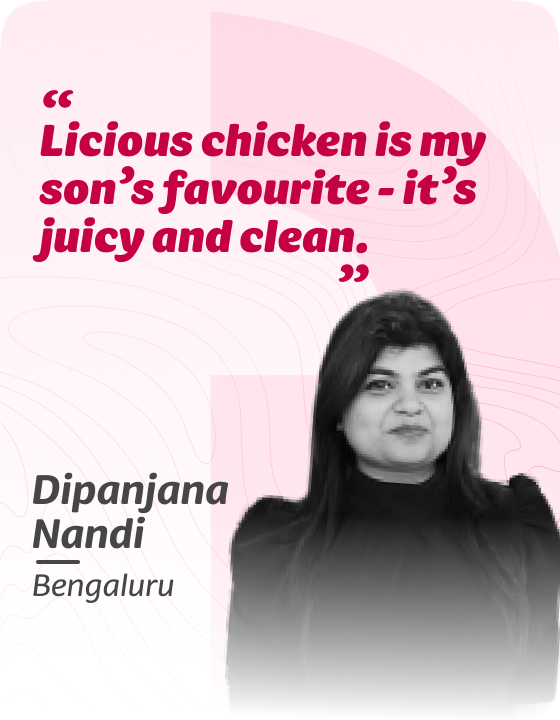 “
Licious chicken is my
son’s favourite - it’s
juicy and clean.
”
Dipanjana
Nandi
Bengaluru